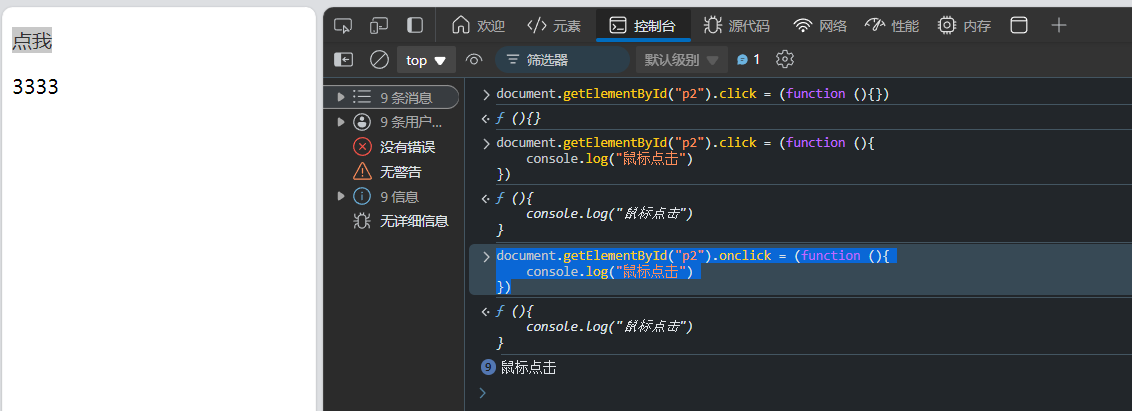 点我
3333
欢迎 元素 控制台 源代码 网络 性能 内存
top 筛选器 默认级别 1
9 条消息
9 条用户...
没有错误
无警告
9 信息
无详细信息
document.getElementById("p2").click = (function (){})
ƒ (){}
document.getElementById("p2").click = (function (){
console.log("鼠标点击")
})
ƒ (){
console.log("鼠标点击")
}
document.getElementById("p2").onclick = (function (){
console.log("鼠标点击")
})
ƒ (){
console.log("鼠标点击")
}
9 鼠标点击